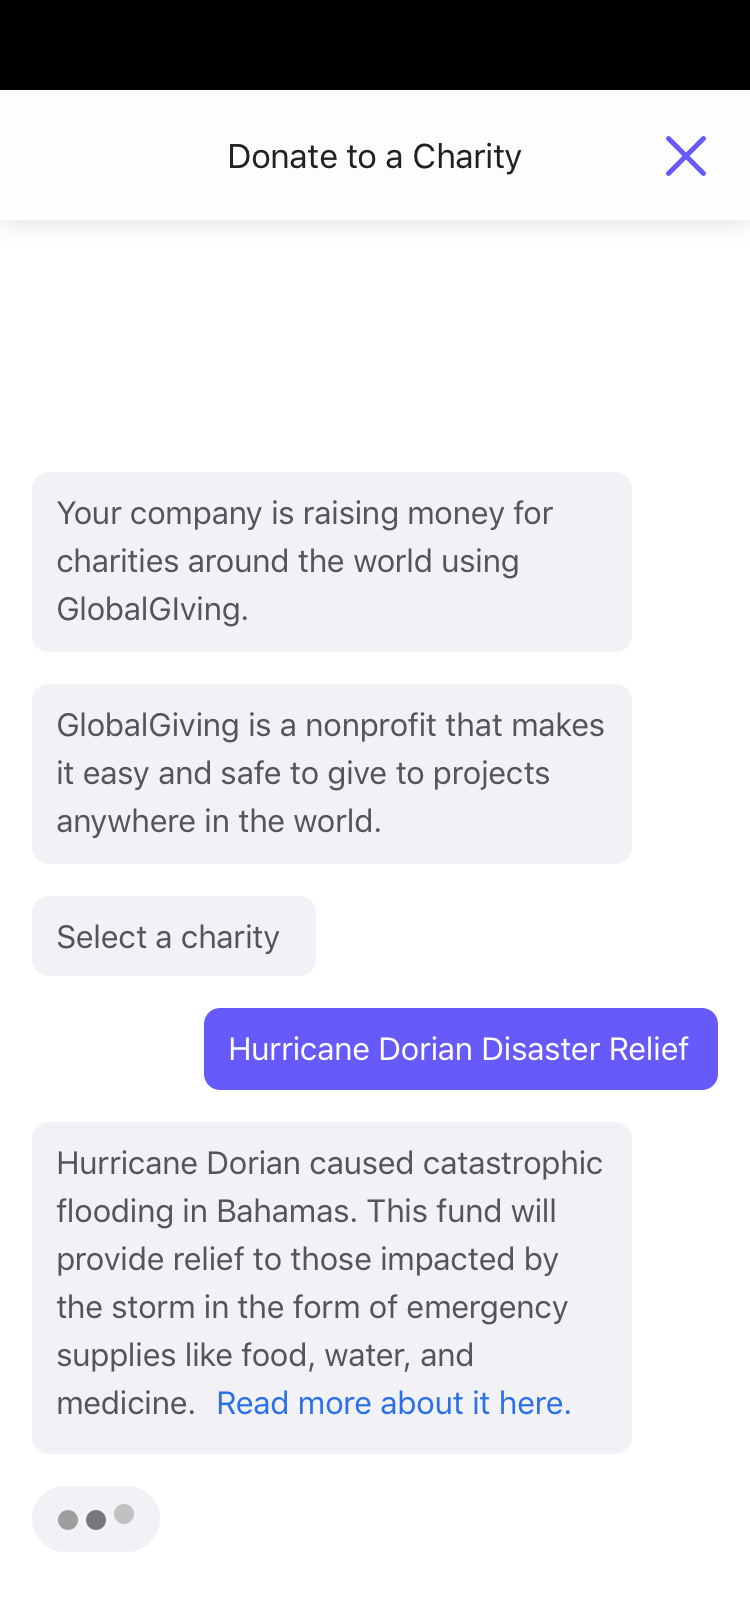 Donate to a Charity
Your company is raising money for
charities around the world using
GlobalGIving.
GlobalGiving is a nonprofit that makes
it easy and safe to give to projects
anywhere in the world.
Select a charity
Hurricane Dorian Disaster Relief
Hurricane Dorian caused catastrophic
flooding in Bahamas. This fund will
provide relief to those impacted by
the storm in the form of emergency
supplies like food, water, and
medicine. Read more about it here.